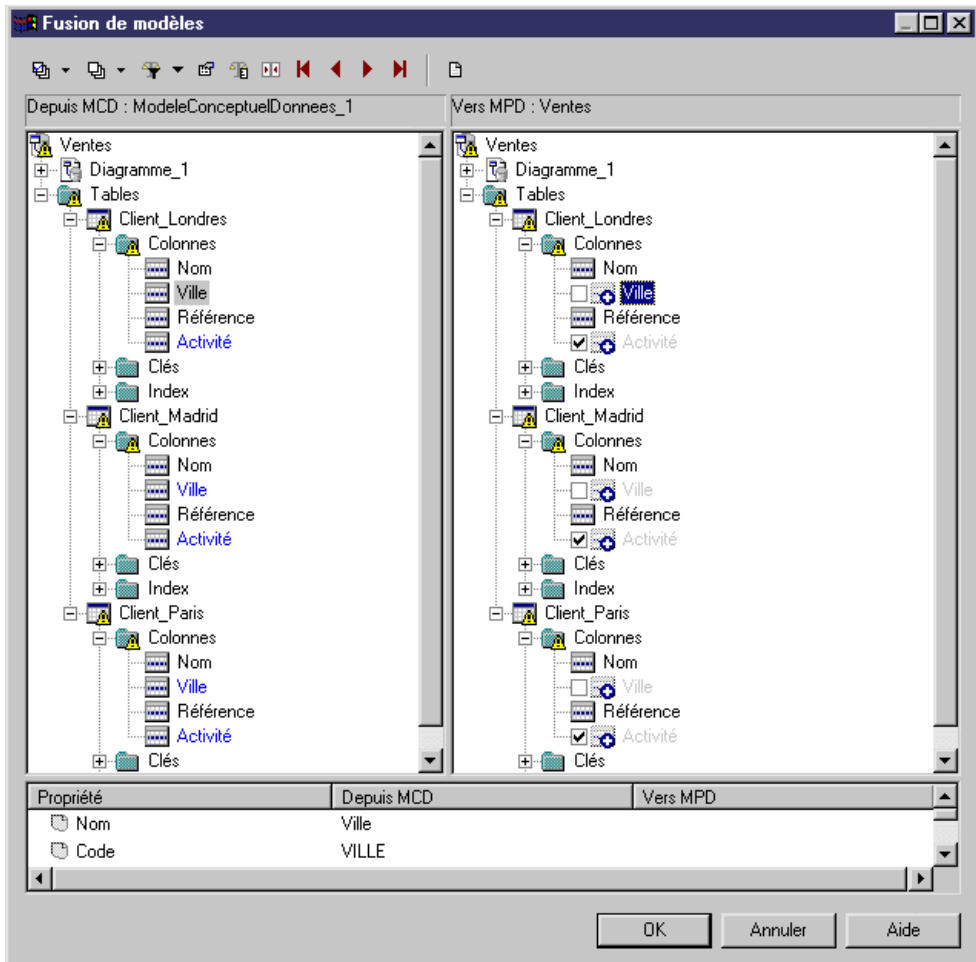 Fusion de modèles
Depuis MCD : ModeleConceptuelDonnees_1
Vers MPD : Ventes
Ventes
Diagramme_1
Tables
Client_Londres
Colonnes
Nom
Ville
Référence
Activité
Clés
Index
Client_Madrid
Colonnes
Nom
Ville
Référence
Activité
Clés
Index
Client_Paris
Colonnes
Nom
Ville
Référence
Activité
Clés
Ventes
Diagramme_1
Tables
Client_Londres
Colonnes
Nom
Ville
Référence
Activité
Clés
Index
Client_Madrid
Colonnes
Nom
Ville
Référence
Activité
Clés
Index
Client_Paris
Colonnes
Nom
Ville
Référence
Activité
Clés
Propriété Depuis MCD Vers MPD
Nom Ville
Code VILLE
OK Annuler Aide